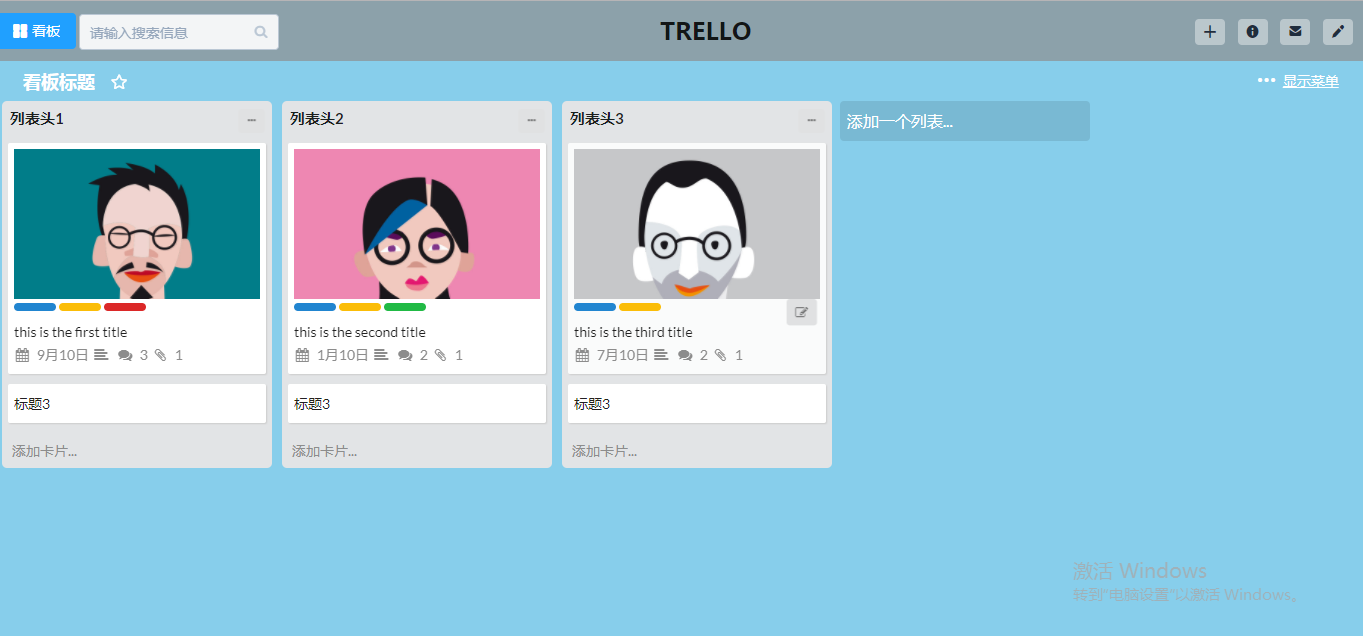 看板
请输入搜索信息
TRELLO
看板标题
显示菜单
列表头1
this is the first title
9月10日 3 1
标题3
添加卡片...
列表头2
this is the second title
1月10日 2 1
标题3
添加卡片...
列表头3
this is the third title
7月10日 2 1
标题3
添加卡片...
添加一个列表...
激活 Windows
转到"电脑设置"以激活 Windows。